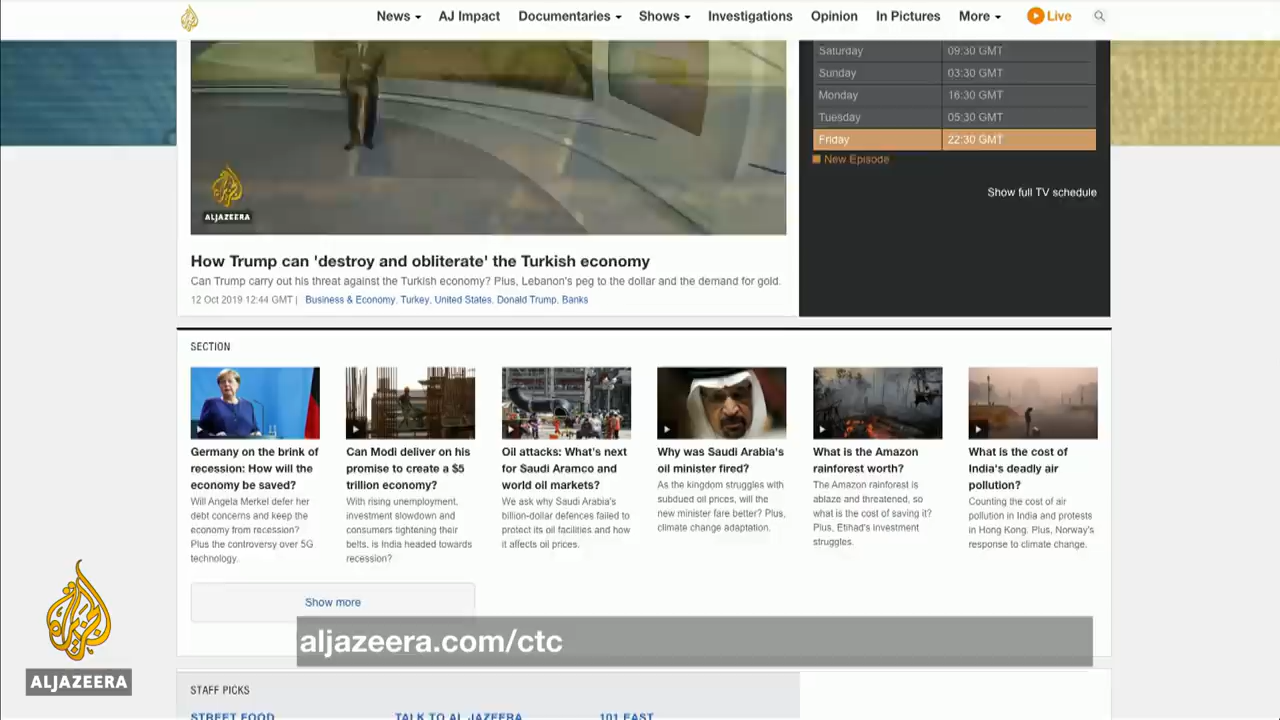 News AJ Impact Documentaries Shows Investigations Opinion In Pictures More Live
Saturday 09:30 GMT
Sunday 03:30 GMT
Monday 16:30 GMT
Tuesday 05:30 GMT
Friday 22:30 GMT
New Episode
Show full TV schedule
ALJAZEERA
How Trump can 'destroy and obliterate' the Turkish economy
Can Trump carry out his threat against the Turkish economy? Plus, Lebanon's peg to the dollar and the demand for gold.
12 Oct 2019 12:44 GMT | Business & Economy, Turkey, United States, Donald Trump, Banks
SECTION
Germany on the brink of
recession: How will the
economy be saved?
Will Angela Merkel defer her
debt concerns and keep the
economy from recession?
Plus the controversy over 5G
technology.
Can Modi deliver on his
promise to create a $5
trillion economy?
With rising unemployment,
investment slowdown and
consumers tightening their
belts, is India headed towards
recession?
Oil attacks: What's next
for Saudi Aramco and
world oil markets?
We ask why Saudi Arabia's
billion-dollar defences failed to
protect its oil facilities and how
it affects oil prices.
Why was Saudi Arabia's
oil minister fired?
As the kingdom struggles with
subdued oil prices, will the
new minister fare better? Plus,
climate change adaptation.
What is the Amazon
rainforest worth?
The Amazon rainforest is
ablaze and threatened, so
what is the cost of saving it?
Plus, Etihad's investment
struggles.
What is the cost of
India's deadly air
pollution?
Counting the cost of air
pollution in India and protests
in Hong Kong. Plus, Norway's
response to climate change.
Show more
aljazeera.com/ctc
ALJAZEERA
STAFF PICKS
STREET FOOD TALK TO AL JAZEERA 101 EAST